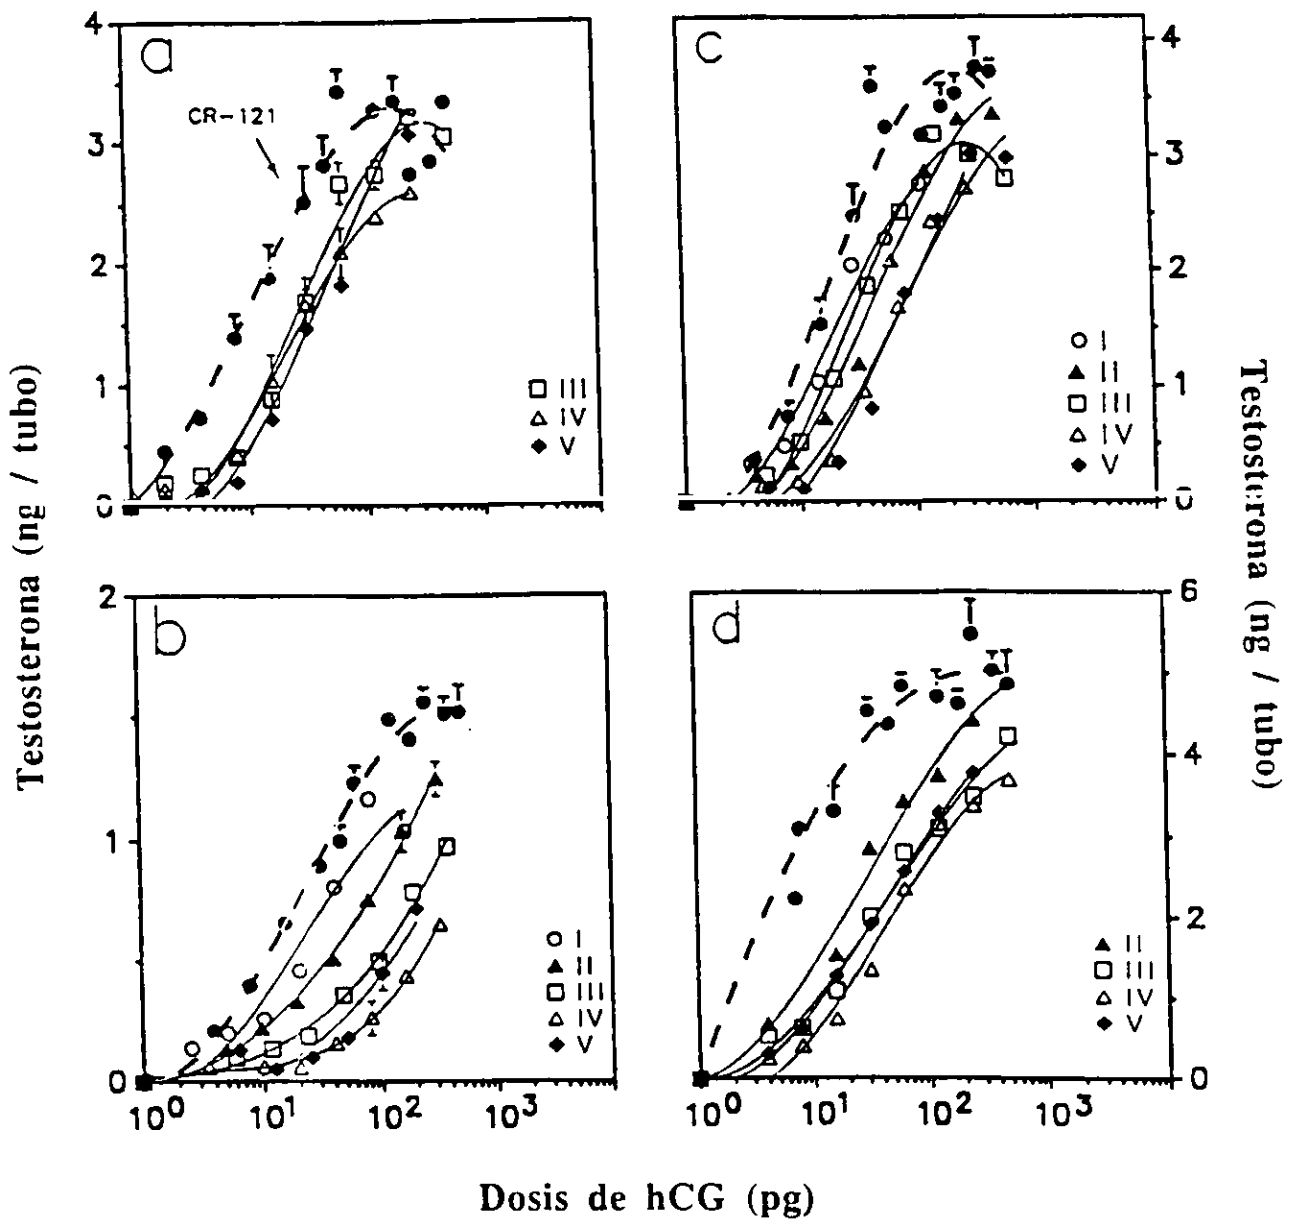 a
c
4
3
2
1
0
CR-121
III
IV
V
4
3
2
1
0
I
II
III
IV
V
Testosterona (ng / tubo)
Testosterona (ng / tubo)
b
d
2
1
0
I
II
III
IV
V
10⁰ 10¹ 10² 10³
6
4
2
0
II
III
IV
V
10⁰ 10¹ 10² 10³
Dosis de hCG (pg)